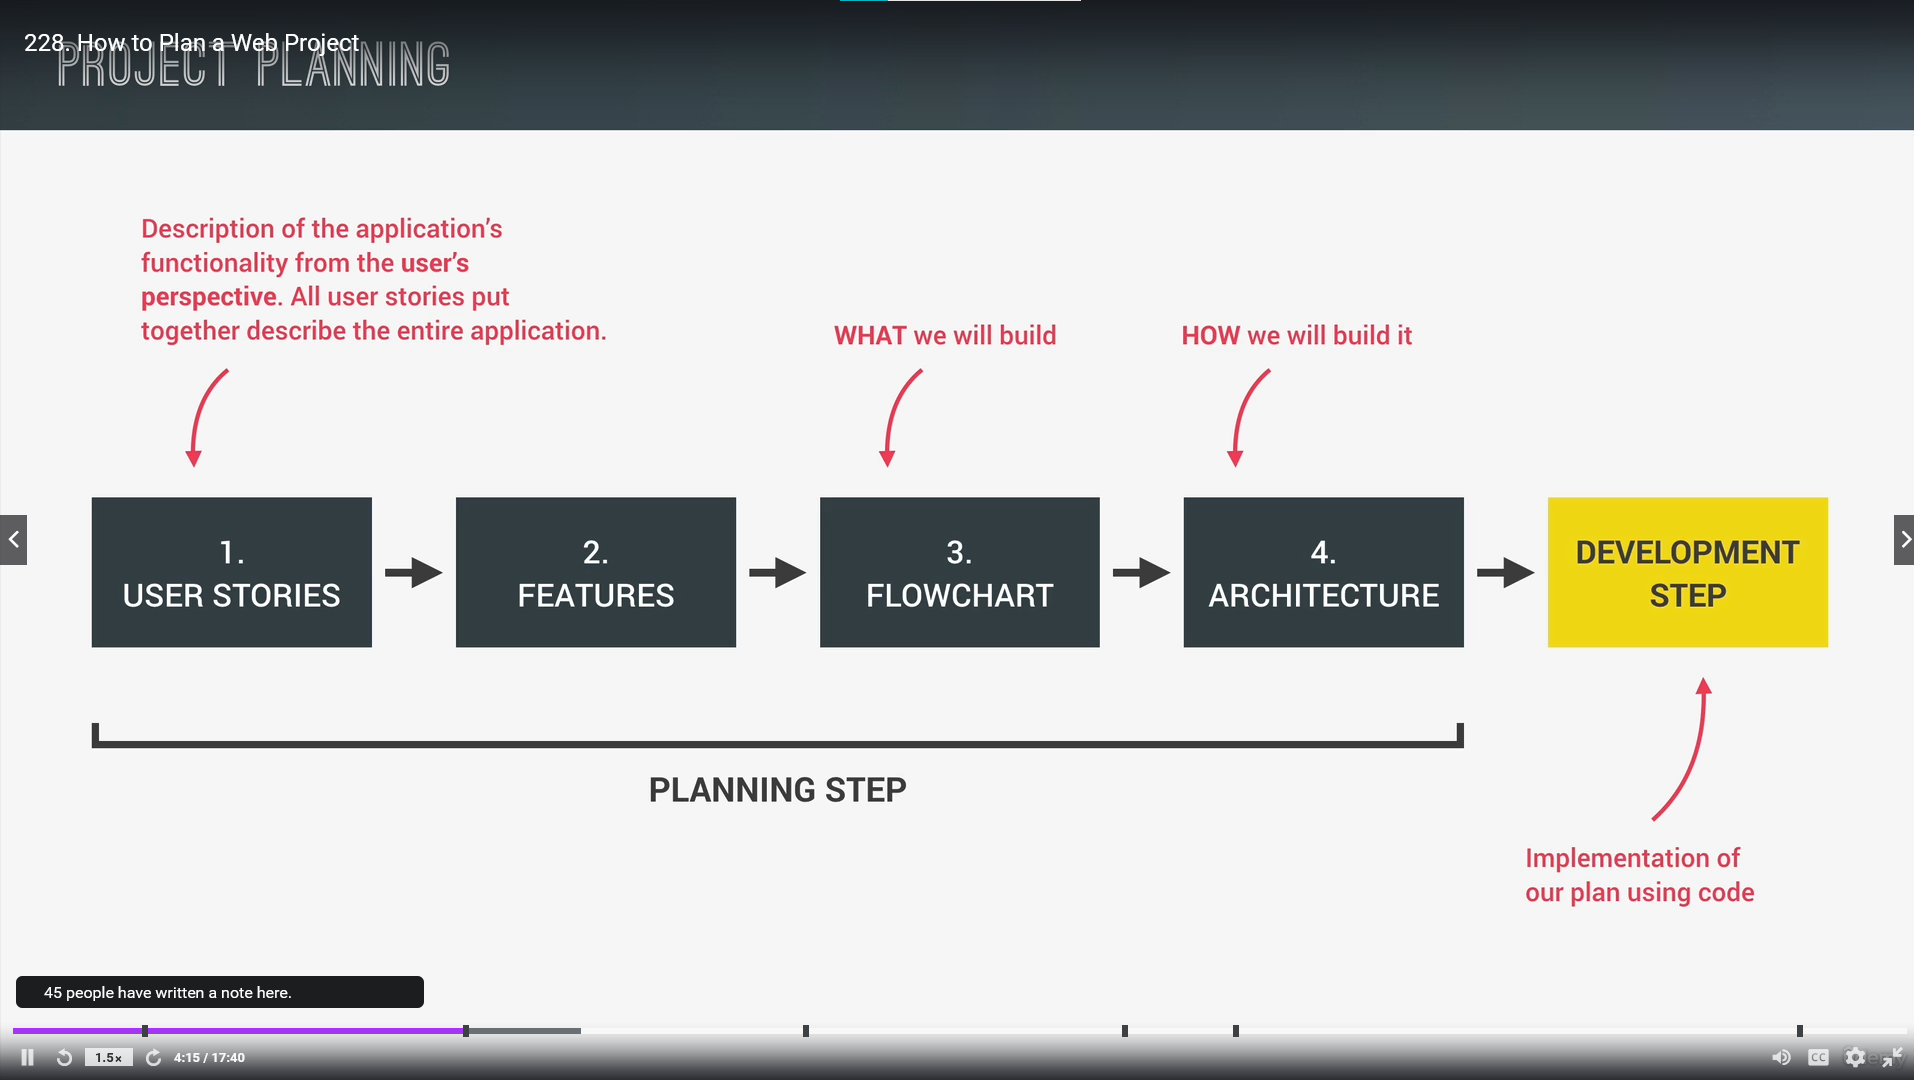 228. How to Plan a Web Project
PROJECT PLANNING
Description of the application’s
functionality from the user’s
perspective. All user stories put
together describe the entire application.
WHAT we will build
HOW we will build it
1.
USER STORIES
2.
FEATURES
3.
FLOWCHART
4.
ARCHITECTURE
DEVELOPMENT
STEP
PLANNING STEP
Implementation of
our plan using code
45 people have written a note here.
1.5×
4:15 / 17:40
CC